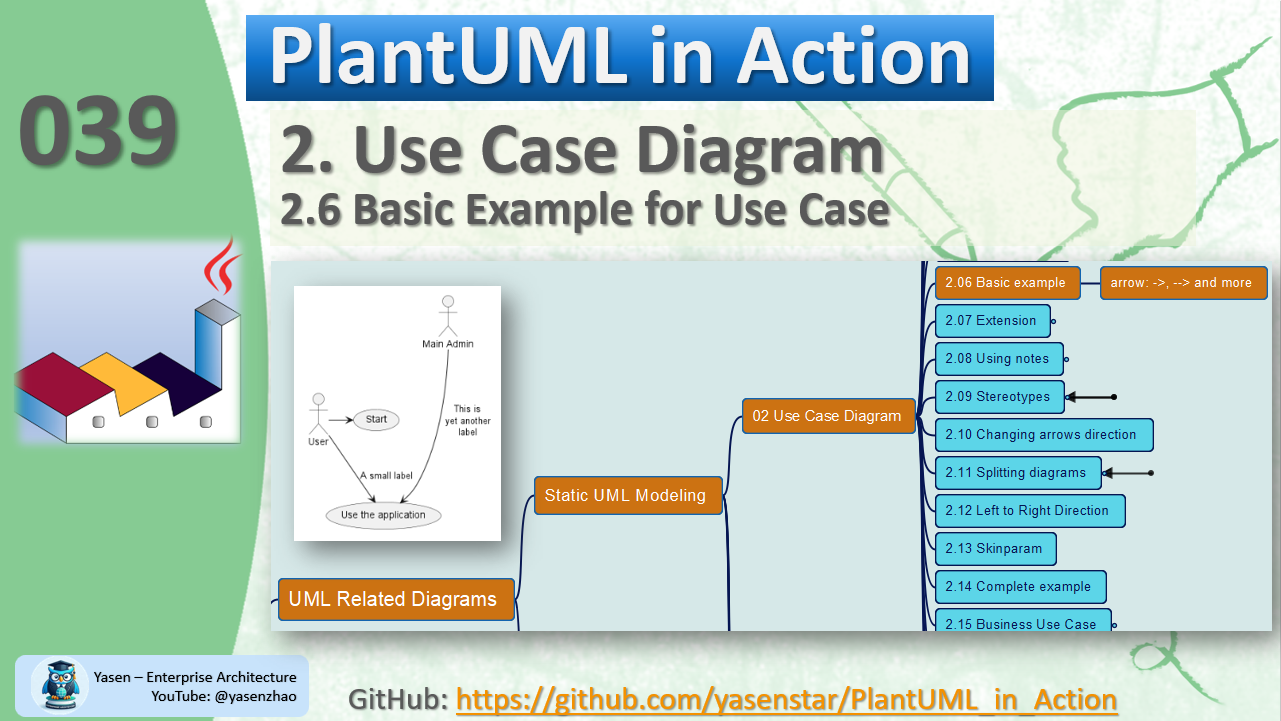 PlantUML in Action
039
2. Use Case Diagram
2.6 Basic Example for Use Case
Main Admin
User
Start
This is
yet another
label
A small label
Use the application
UML Related Diagrams
Static UML Modeling
02 Use Case Diagram
2.06 Basic example
arrow: ->, --> and more
2.07 Extension
2.08 Using notes
2.09 Stereotypes
2.10 Changing arrows direction
2.11 Splitting diagrams
2.12 Left to Right Direction
2.13 Skinparam
2.14 Complete example
2.15 Business Use Case
Yasen – Enterprise Architecture
YouTube: @yasenzhao
GitHub: https://github.com/yasenstar/PlantUML_in_Action